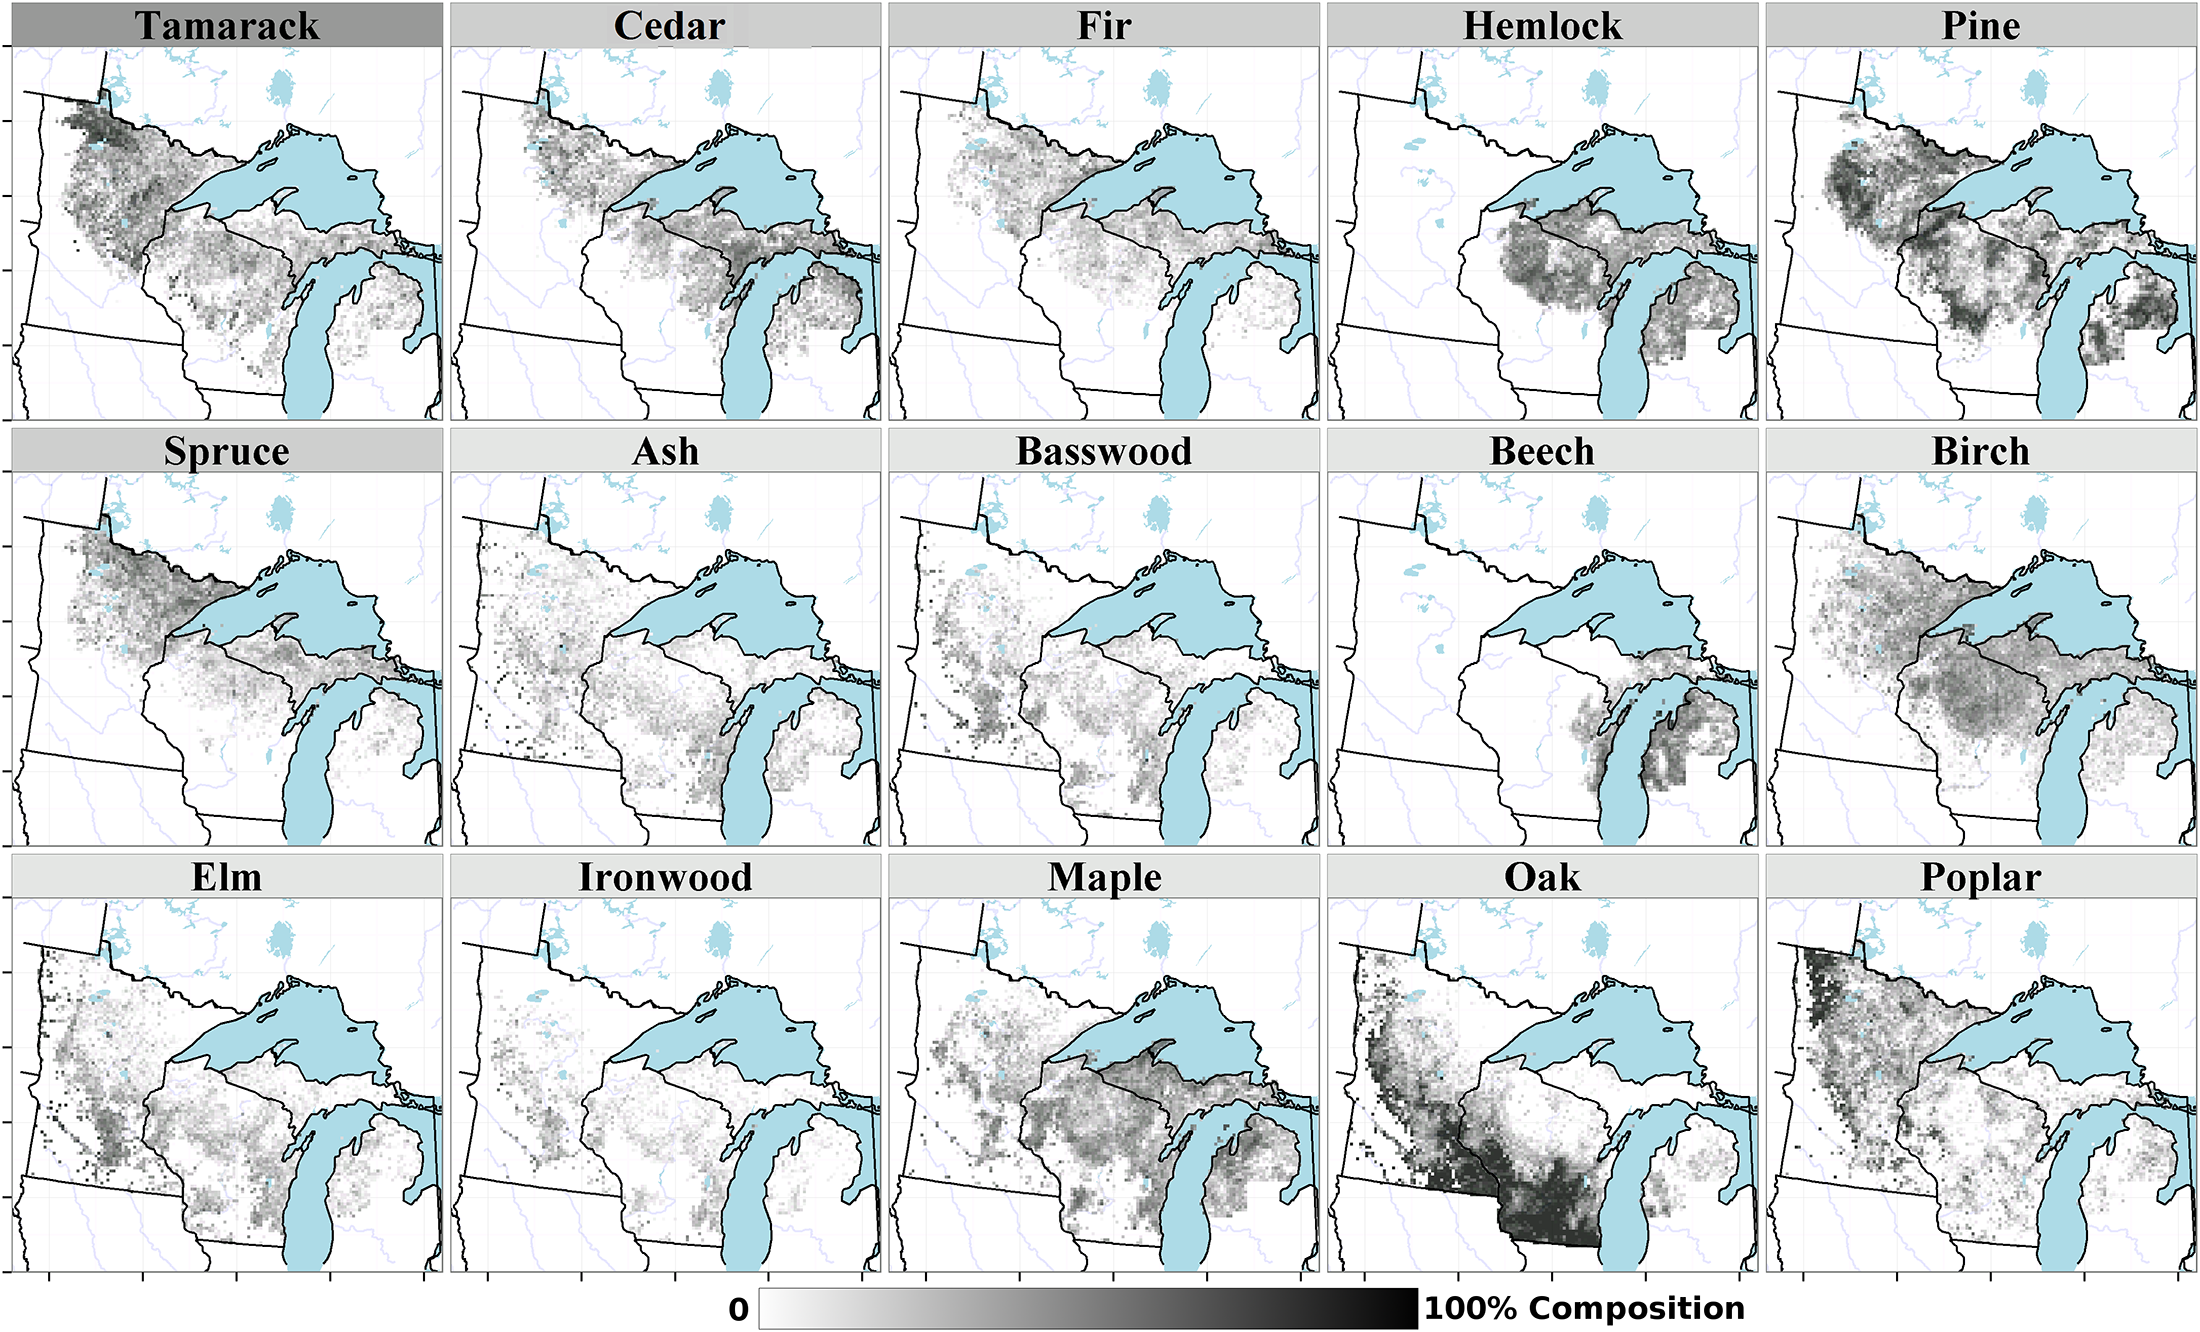 Tamarack
Cedar
Fir
Hemlock
Pine
Spruce
Ash
Basswood
Beech
Birch
Elm
Ironwood
Maple
Oak
Poplar
0 100% Composition